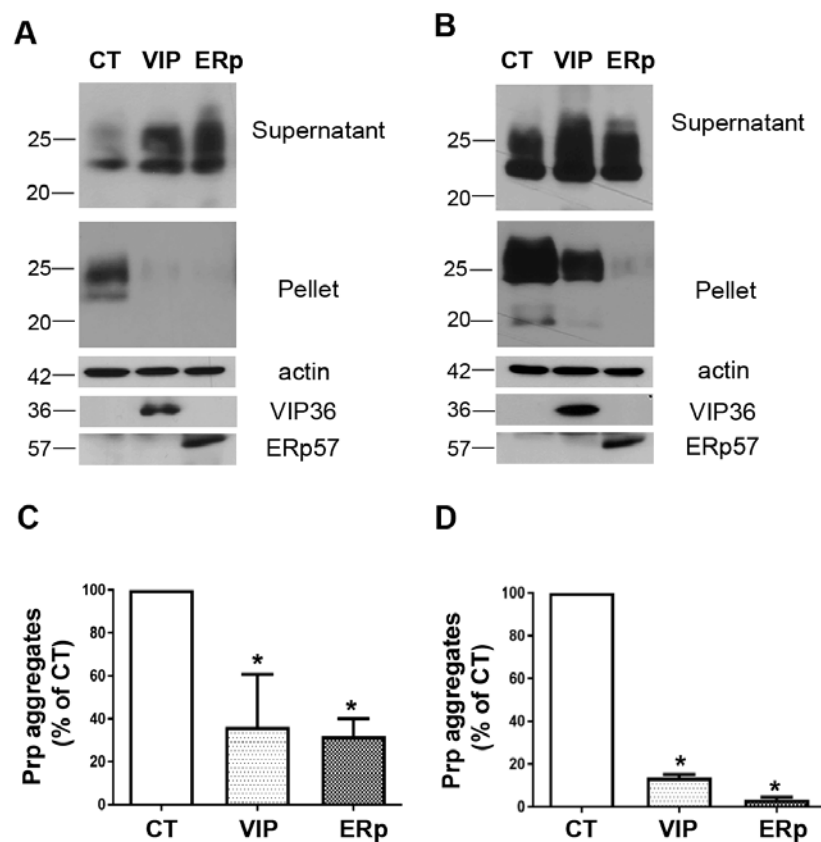 A
CT VIP ERp
25
20
Supernatant
25
20
Pellet
42
actin
36
VIP36
57
ERp57
B
CT VIP ERp
25
20
Supernatant
25
20
Pellet
42
actin
36
VIP36
57
ERp57
C
Prp aggregates
(% of CT)
100
80
60
40
20
0
*
*
CT VIP ERp
D
Prp aggregates
(% of CT)
100
80
60
40
20
0
*
*
CT VIP ERp